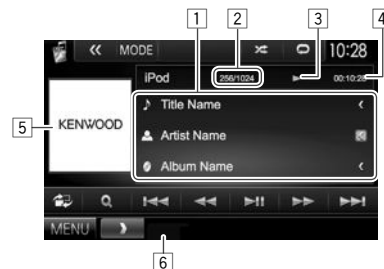 1 2 3 4
MODE 10:28
iPod 256/1024 00:10:28
Title Name
5 KENWOOD
Artist Name
Album Name
MENU
6